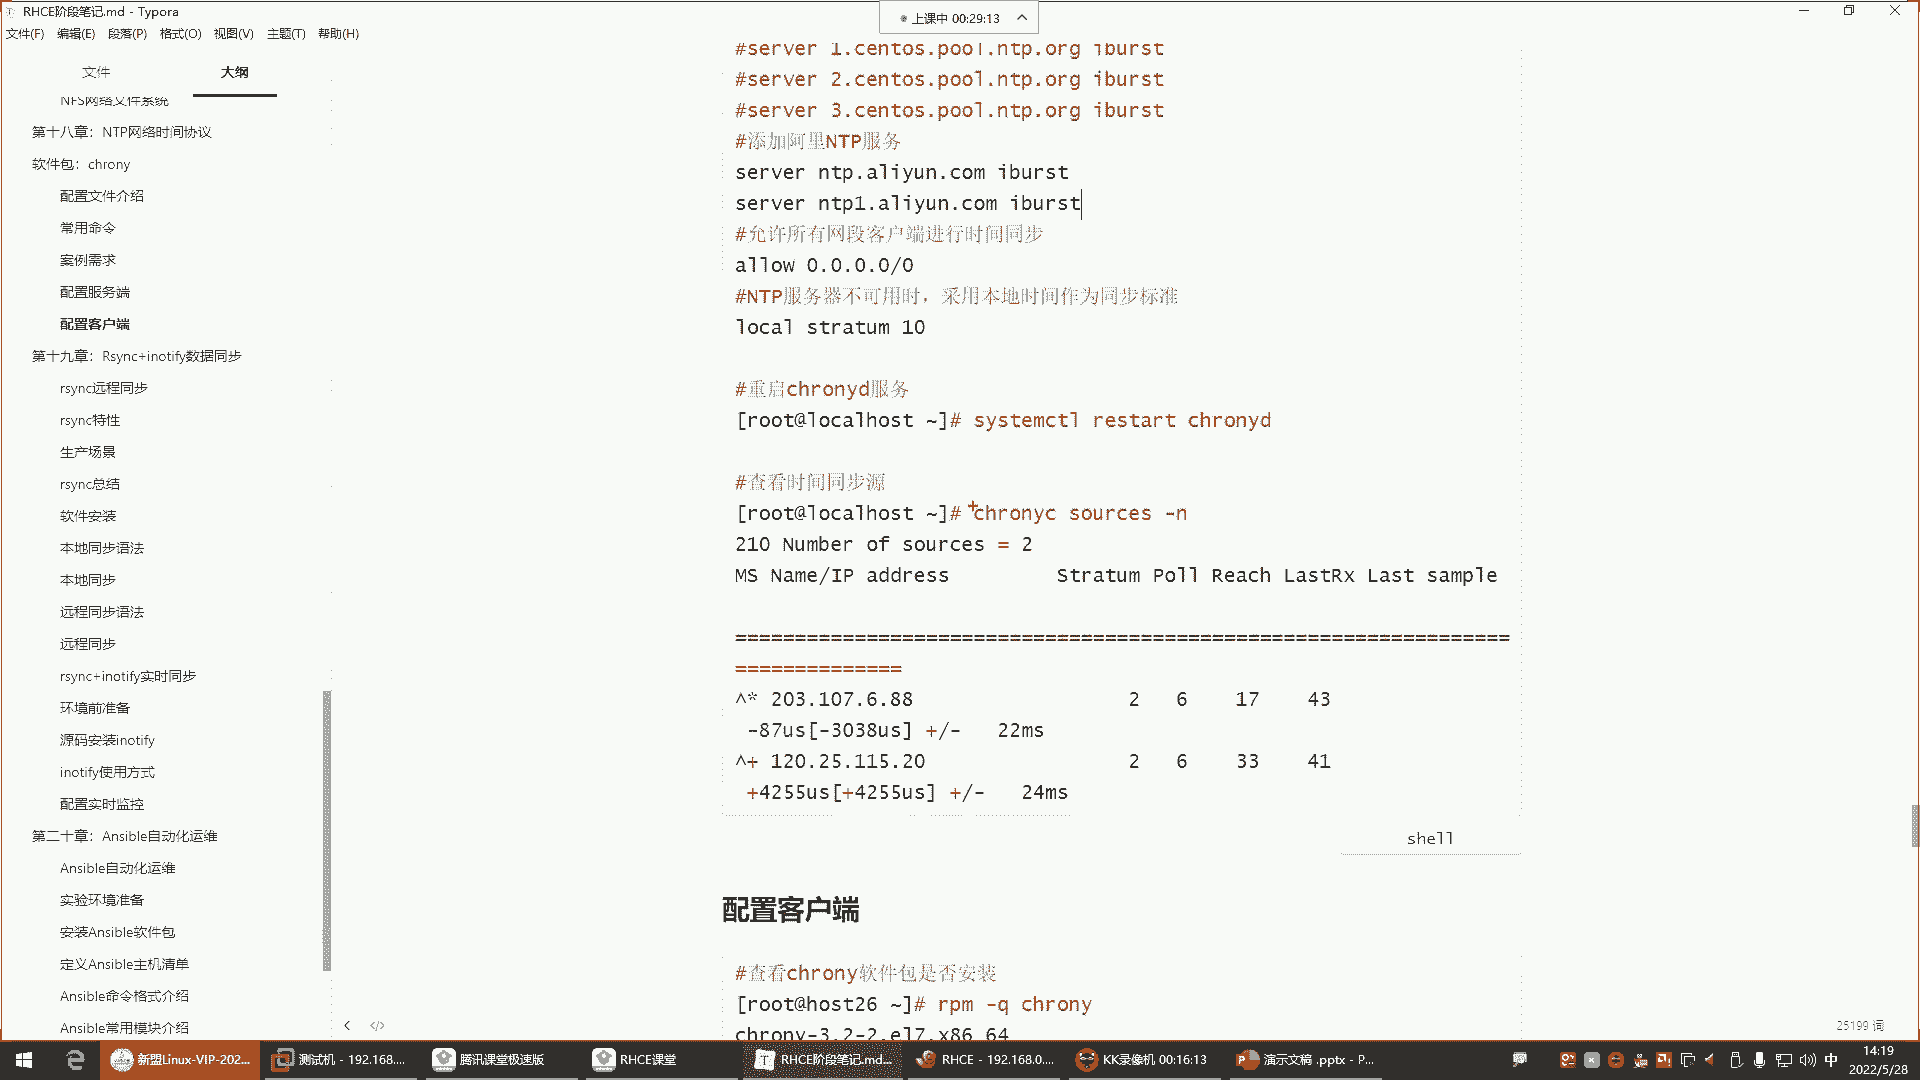 RHCE阶段笔记.md - Typora
上课中 00:29:13
文件(F) 编辑(E) 段落(P) 格式(O) 视图(V) 主题(T) 帮助(H)
文件 大纲
NFS网络文件系统
第十八章：NTP网络时间协议
软件包：chrony
配置文件介绍
常用命令
案例需求
配置服务端
配置客户端
第十九章：Rsync+inotify数据同步
rsync远程同步
rsync特性
生产场景
rsync总结
软件安装
本地同步语法
本地同步
远程同步语法
远程同步
rsync+inotify实时同步
环境前准备
源码安装inotify
inotify使用方式
配置实时监控
第二十章：Ansible自动化运维
Ansible自动化运维
实验环境准备
安装Ansible软件包
定义Ansible主机清单
Ansible命令格式介绍
Ansible常用模块介绍
#server 1.centos.pool.ntp.org iburst
#server 2.centos.pool.ntp.org iburst
#server 3.centos.pool.ntp.org iburst
#添加阿里NTP服务
server ntp.aliyun.com iburst
server ntp1.aliyun.com iburst
#允许所有网段客户端进行时间同步
allow 0.0.0.0/0
#NTP服务器不可用时，采用本地时间作为同步标准
local stratum 10
#重启chronyd服务
[root@localhost ~]# systemctl restart chronyd
#查看时间同步源
[root@localhost ~]# chronyc sources -n
210 Number of sources = 2
MS Name/IP address Stratum Poll Reach LastRx Last sample
=================================================================
==============
^* 203.107.6.88 2 6 17 43
-87us[-3038us] +/- 22ms
^+ 120.25.115.20 2 6 33 41
+4255us[+4255us] +/- 24ms
shell
配置客户端
#查看chrony软件包是否安装
[root@host26 ~]# rpm -q chrony
chrony-3.2-2.el7.x86_64
25199 词
新盟Linux-VIP-202... 测试机 - 192.168.... 腾讯课堂极速版 RHCE课堂 RHCE阶段笔记.md... RHCE - 192.168.0.... KK录像机 00:16:13 演示文稿 .pptx - P... 中 14:19
2022/5/28